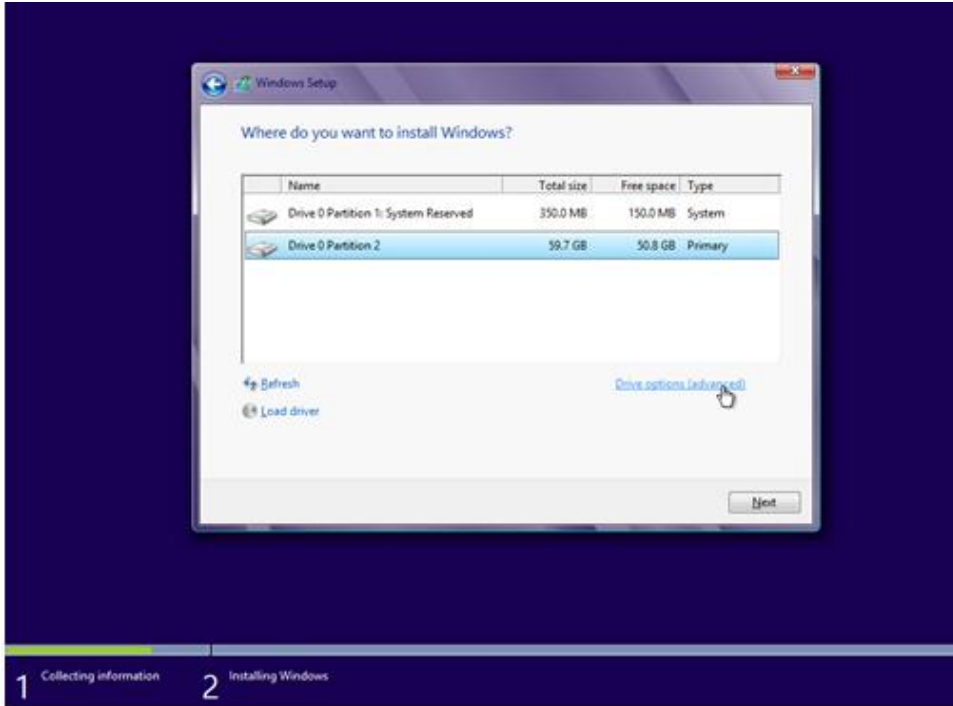 Windows Setup
Where do you want to install Windows?
Name Total size Free space Type
Drive 0 Partition 1: System Reserved 350.0 MB 150.0 MB System
Drive 0 Partition 2 59.7 GB 50.8 GB Primary
Refresh Drive options (advanced)
Load driver
Next
1 Collecting information 2 Installing Windows